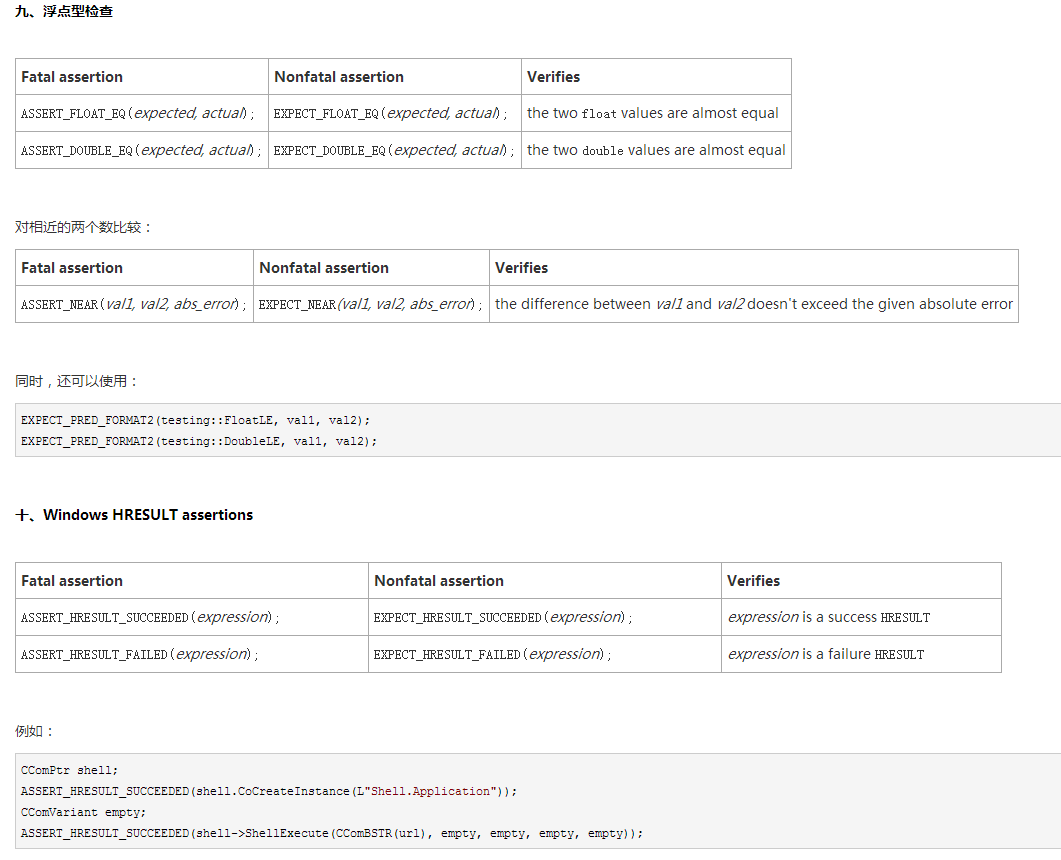 九、浮点型检查
Fatal assertion Nonfatal assertion Verifies
ASSERT_FLOAT_EQ(expected, actual); EXPECT_FLOAT_EQ(expected, actual); the two float values are almost equal
ASSERT_DOUBLE_EQ(expected, actual); EXPECT_DOUBLE_EQ(expected, actual); the two double values are almost equal
对相近的两个数比较：
Fatal assertion Nonfatal assertion Verifies
ASSERT_NEAR(val1, val2, abs_error); EXPECT_NEAR(val1, val2, abs_error); the difference between val1 and val2 doesn't exceed the given absolute error
同时，还可以使用：
EXPECT_PRED_FORMAT2(testing::FloatLE, val1, val2);
EXPECT_PRED_FORMAT2(testing::DoubleLE, val1, val2);
十、Windows HRESULT assertions
Fatal assertion Nonfatal assertion Verifies
ASSERT_HRESULT_SUCCEEDED(expression); EXPECT_HRESULT_SUCCEEDED(expression); expression is a success HRESULT
ASSERT_HRESULT_FAILED(expression); EXPECT_HRESULT_FAILED(expression); expression is a failure HRESULT
例如：
CComPtr shell;
ASSERT_HRESULT_SUCCEEDED(shell.CoCreateInstance(L"Shell.Application"));
CComVariant empty;
ASSERT_HRESULT_SUCCEEDED(shell->ShellExecute(CComBSTR(url), empty, empty, empty, empty));